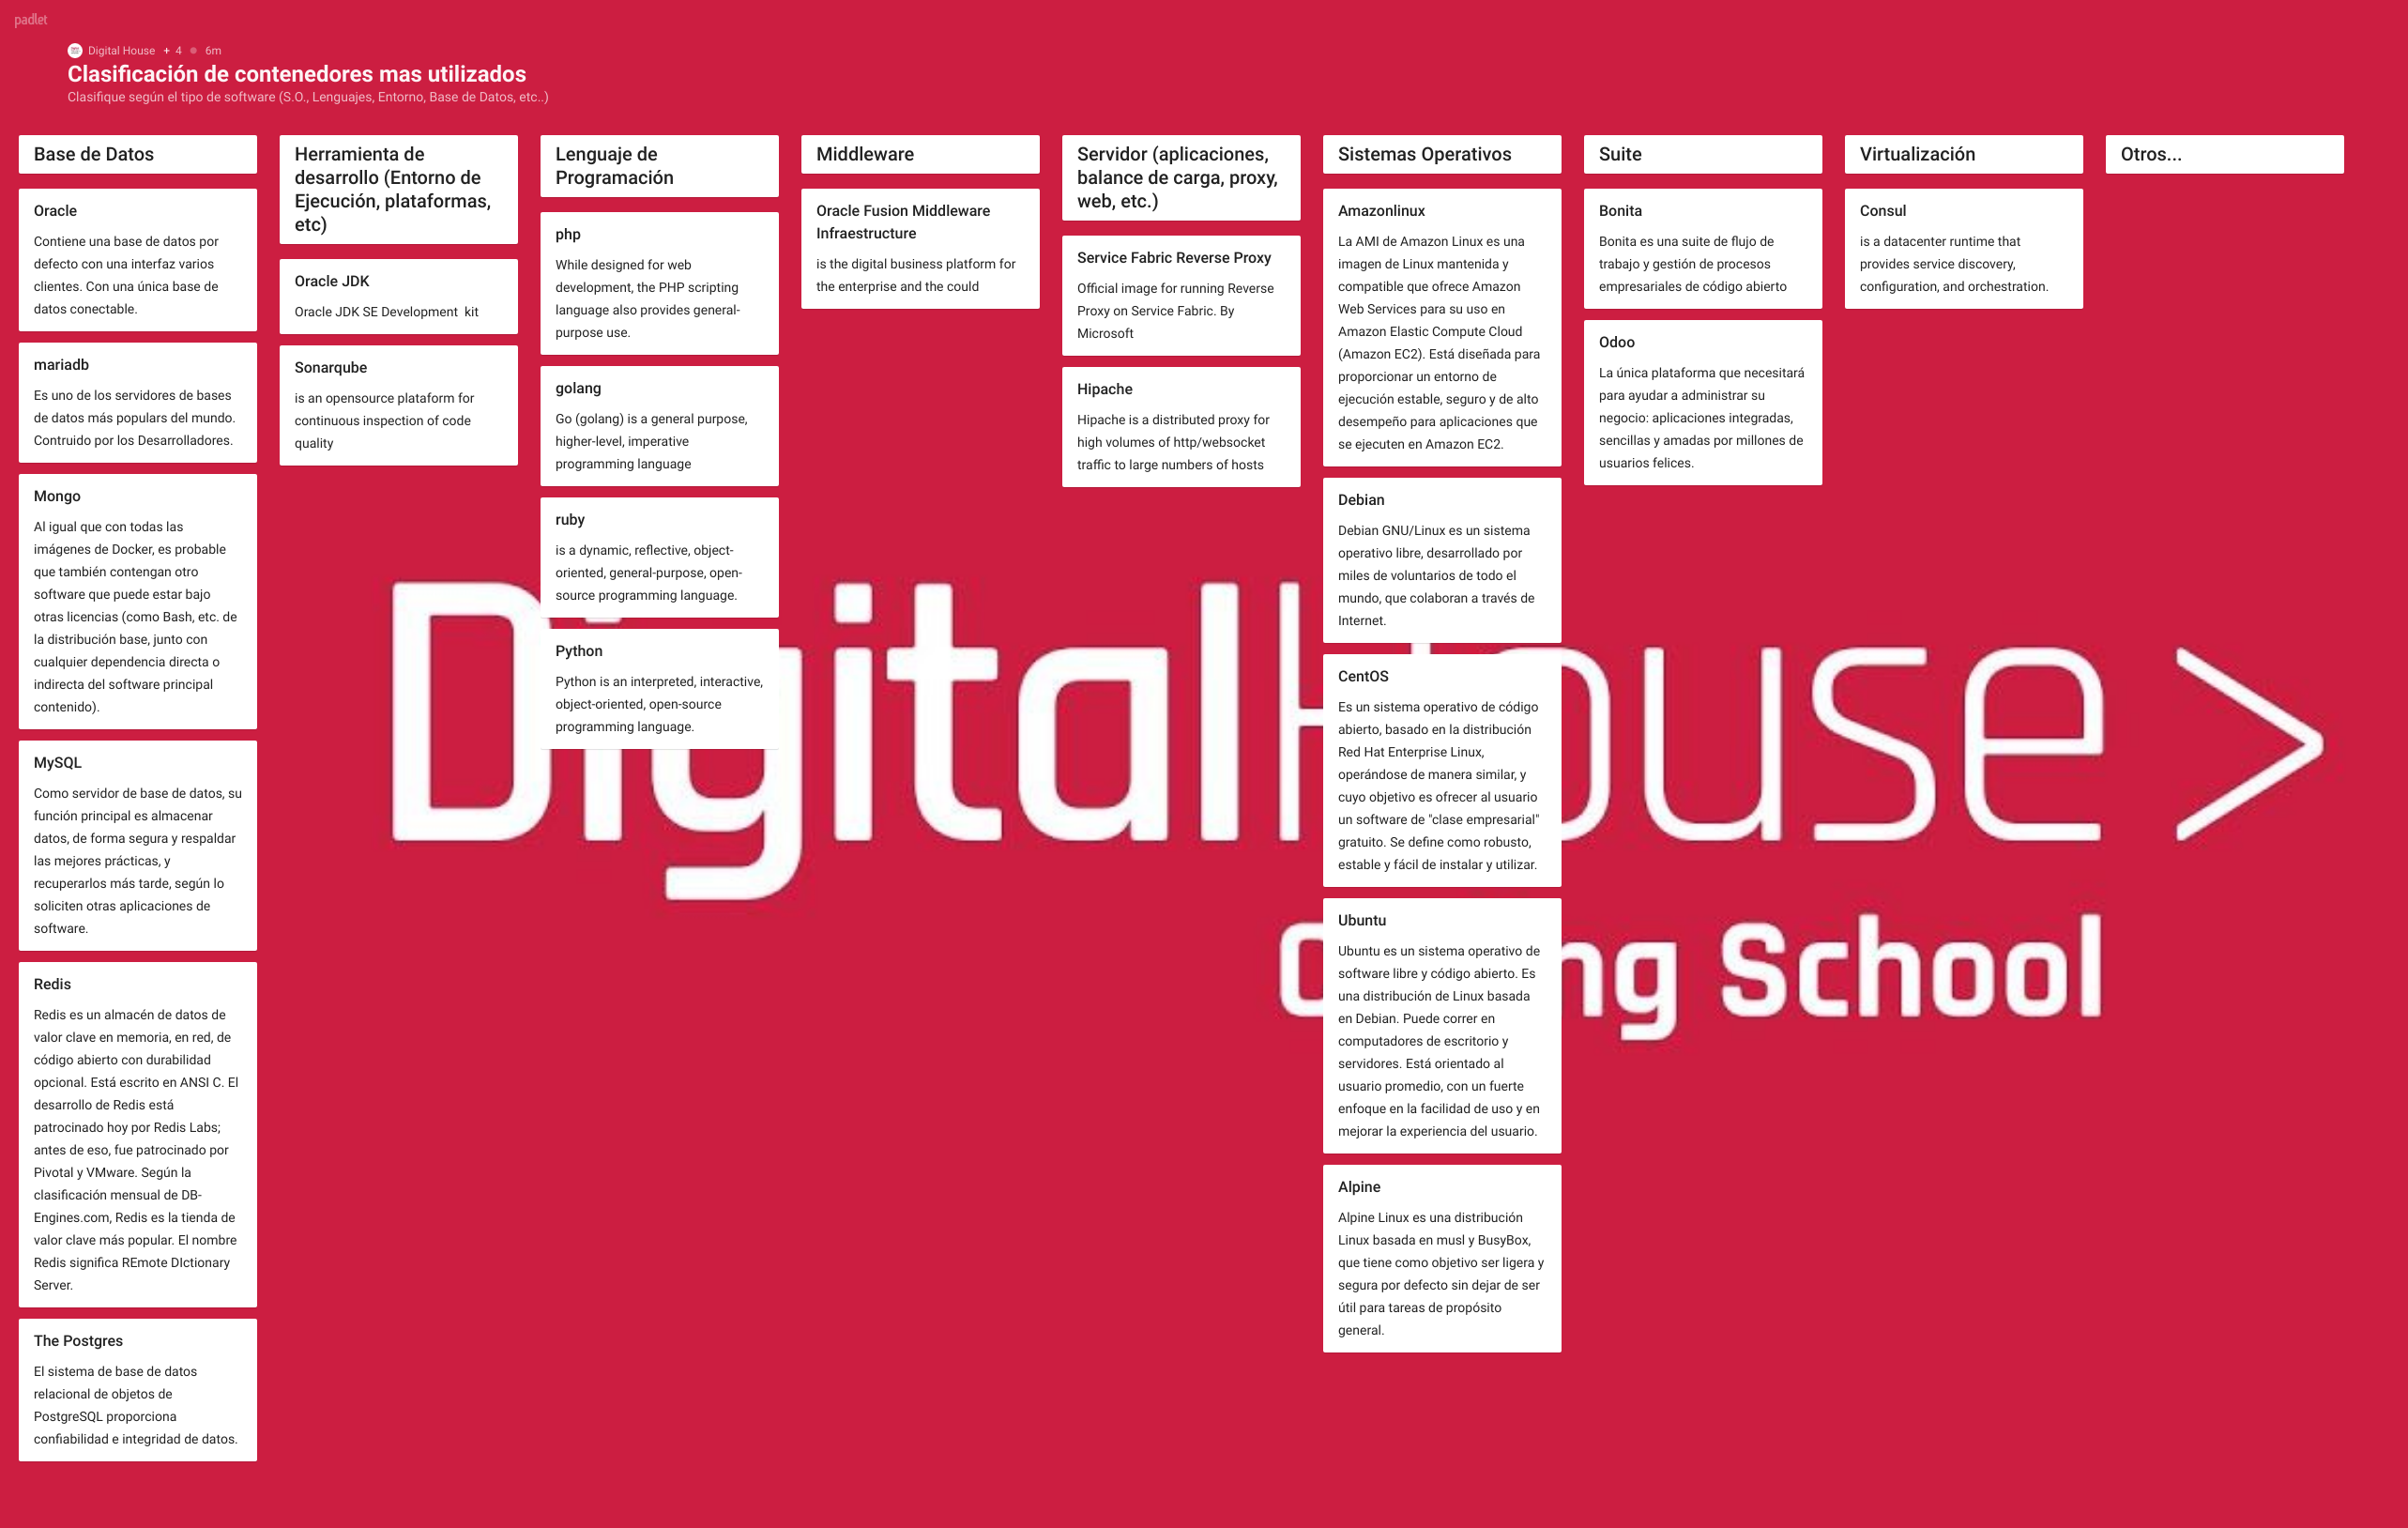 padlet
Digital House + 4 • 6m
Clasificación de contenedores mas utilizados
Clasifique según el tipo de software (S.O., Lenguajes, Entorno, Base de Datos, etc..)
Base de Datos
Oracle
Contiene una base de datos por
defecto con una interfaz varios
clientes. Con una única base de
datos conectable.
mariadb
Es uno de los servidores de bases
de datos más populars del mundo.
Contruido por los Desarrolladores.
Mongo
Al igual que con todas las
imágenes de Docker, es probable
que también contengan otro
software que puede estar bajo
otras licencias (como Bash, etc. de
la distribución base, junto con
cualquier dependencia directa o
indirecta del software principal
contenido).
MySQL
Como servidor de base de datos, su
función principal es almacenar
datos, de forma segura y respaldar
las mejores prácticas, y
recuperarlos más tarde, según lo
soliciten otras aplicaciones de
software.
Redis
Redis es un almacén de datos de
valor clave en memoria, en red, de
código abierto con durabilidad
opcional. Está escrito en ANSI C. El
desarrollo de Redis está
patrocinado hoy por Redis Labs;
antes de eso, fue patrocinado por
Pivotal y VMware. Según la
clasificación mensual de DB-
Engines.com, Redis es la tienda de
valor clave más popular. El nombre
Redis significa REmote DIctionary
Server.
The Postgres
El sistema de base de datos
relacional de objetos de
PostgreSQL proporciona
confiabilidad e integridad de datos.
Herramienta de
desarrollo (Entorno de
Ejecución, plataformas,
etc)
Oracle JDK
Oracle JDK SE Development  kit
Sonarqube
is an opensource plataform for
continuous inspection of code
quality
Lenguaje de
Programación
php
While designed for web
development, the PHP scripting
language also provides general-
purpose use.
golang
Go (golang) is a general purpose,
higher-level, imperative
programming language
ruby
is a dynamic, reflective, object-
oriented, general-purpose, open-
source programming language.
Python
Python is an interpreted, interactive,
object-oriented, open-source
programming language.
Middleware
Oracle Fusion Middleware
Infraestructure
is the digital business platform for
the enterprise and the could
Servidor (aplicaciones,
balance de carga, proxy,
web, etc.)
Service Fabric Reverse Proxy
Official image for running Reverse
Proxy on Service Fabric. By
Microsoft
Hipache
Hipache is a distributed proxy for
high volumes of http/websocket
traffic to large numbers of hosts
Sistemas Operativos
Amazonlinux
La AMI de Amazon Linux es una
imagen de Linux mantenida y
compatible que ofrece Amazon
Web Services para su uso en
Amazon Elastic Compute Cloud
(Amazon EC2). Está diseñada para
proporcionar un entorno de
ejecución estable, seguro y de alto
desempeño para aplicaciones que
se ejecuten en Amazon EC2.
Debian
Debian GNU/Linux es un sistema
operativo libre, desarrollado por
miles de voluntarios de todo el
mundo, que colaboran a través de
Internet.
CentOS
Es un sistema operativo de código
abierto, basado en la distribución
Red Hat Enterprise Linux,
operándose de manera similar, y
cuyo objetivo es ofrecer al usuario
un software de "clase empresarial"
gratuito. Se define como robusto,
estable y fácil de instalar y utilizar.
Ubuntu
Ubuntu es un sistema operativo de
software libre y código abierto. Es
una distribución de Linux basada
en Debian. Puede correr en
computadores de escritorio y
servidores. Está orientado al
usuario promedio, con un fuerte
enfoque en la facilidad de uso y en
mejorar la experiencia del usuario.
Alpine
Alpine Linux es una distribución
Linux basada en musl y BusyBox,
que tiene como objetivo ser ligera y
segura por defecto sin dejar de ser
útil para tareas de propósito
general.
Suite
Bonita
Bonita es una suite de flujo de
trabajo y gestión de procesos
empresariales de código abierto
Odoo
La única plataforma que necesitará
para ayudar a administrar su
negocio: aplicaciones integradas,
sencillas y amadas por millones de
usuarios felices.
Virtualización
Consul
is a datacenter runtime that
provides service discovery,
configuration, and orchestration.
Otros...
DigitalHouse >
Coding School